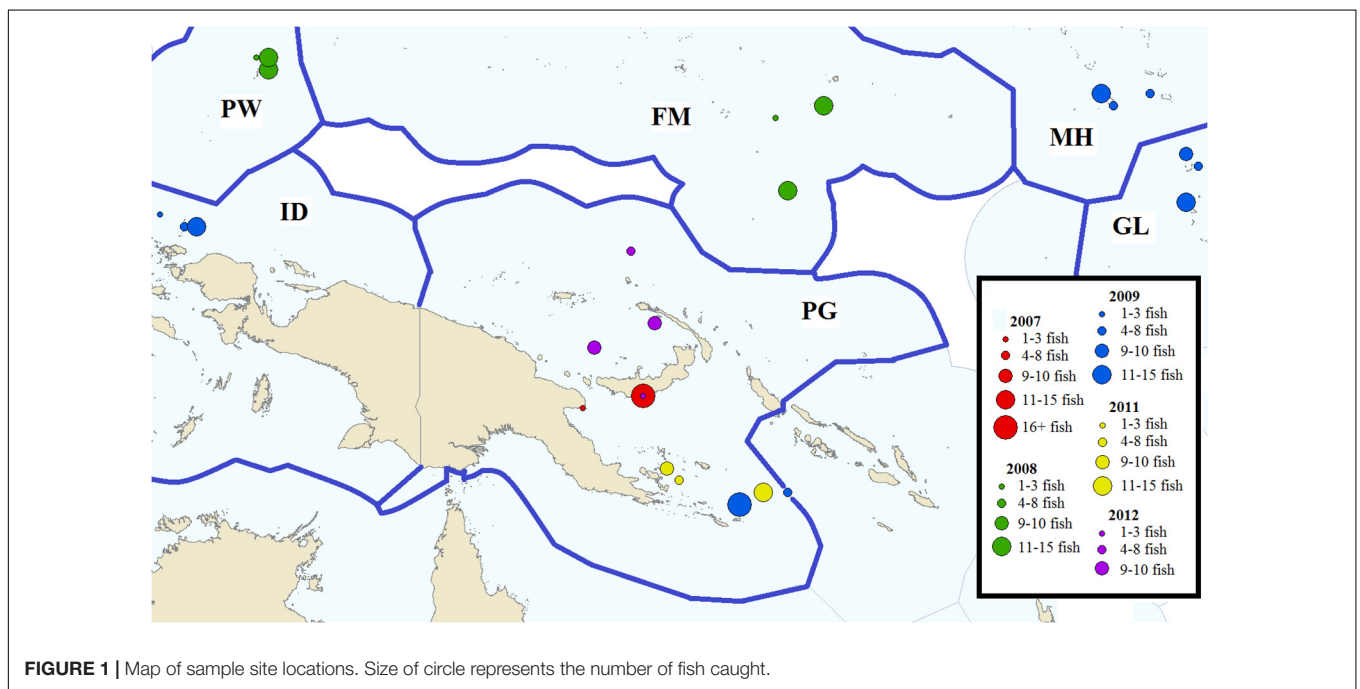 PW
FM
MH
ID
GL
PG
2007
1-3 fish
4-8 fish
9-10 fish
11-15 fish
16+ fish
2008
1-3 fish
4-8 fish
9-10 fish
11-15 fish
2009
1-3 fish
4-8 fish
9-10 fish
11-15 fish
2011
1-3 fish
4-8 fish
9-10 fish
11-15 fish
2012
1-3 fish
4-8 fish
9-10 fish
FIGURE 1 | Map of sample site locations. Size of circle represents the number of fish caught.